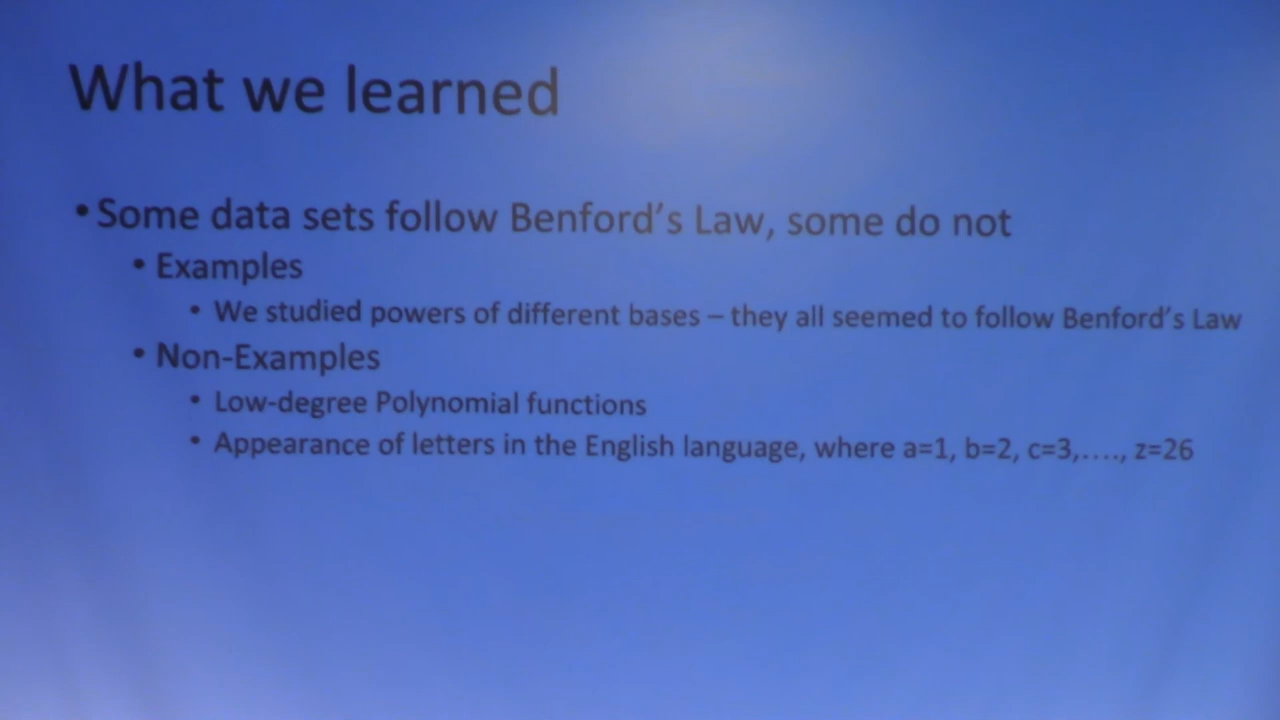 What we learned
• Some data sets follow Benford's Law, some do not
• Examples
• We studied powers of different bases – they all seemed to follow Benford's Law
• Non-Examples
• Low-degree Polynomial functions
• Appearance of letters in the English language, where a=1, b=2, c=3,...., z=26